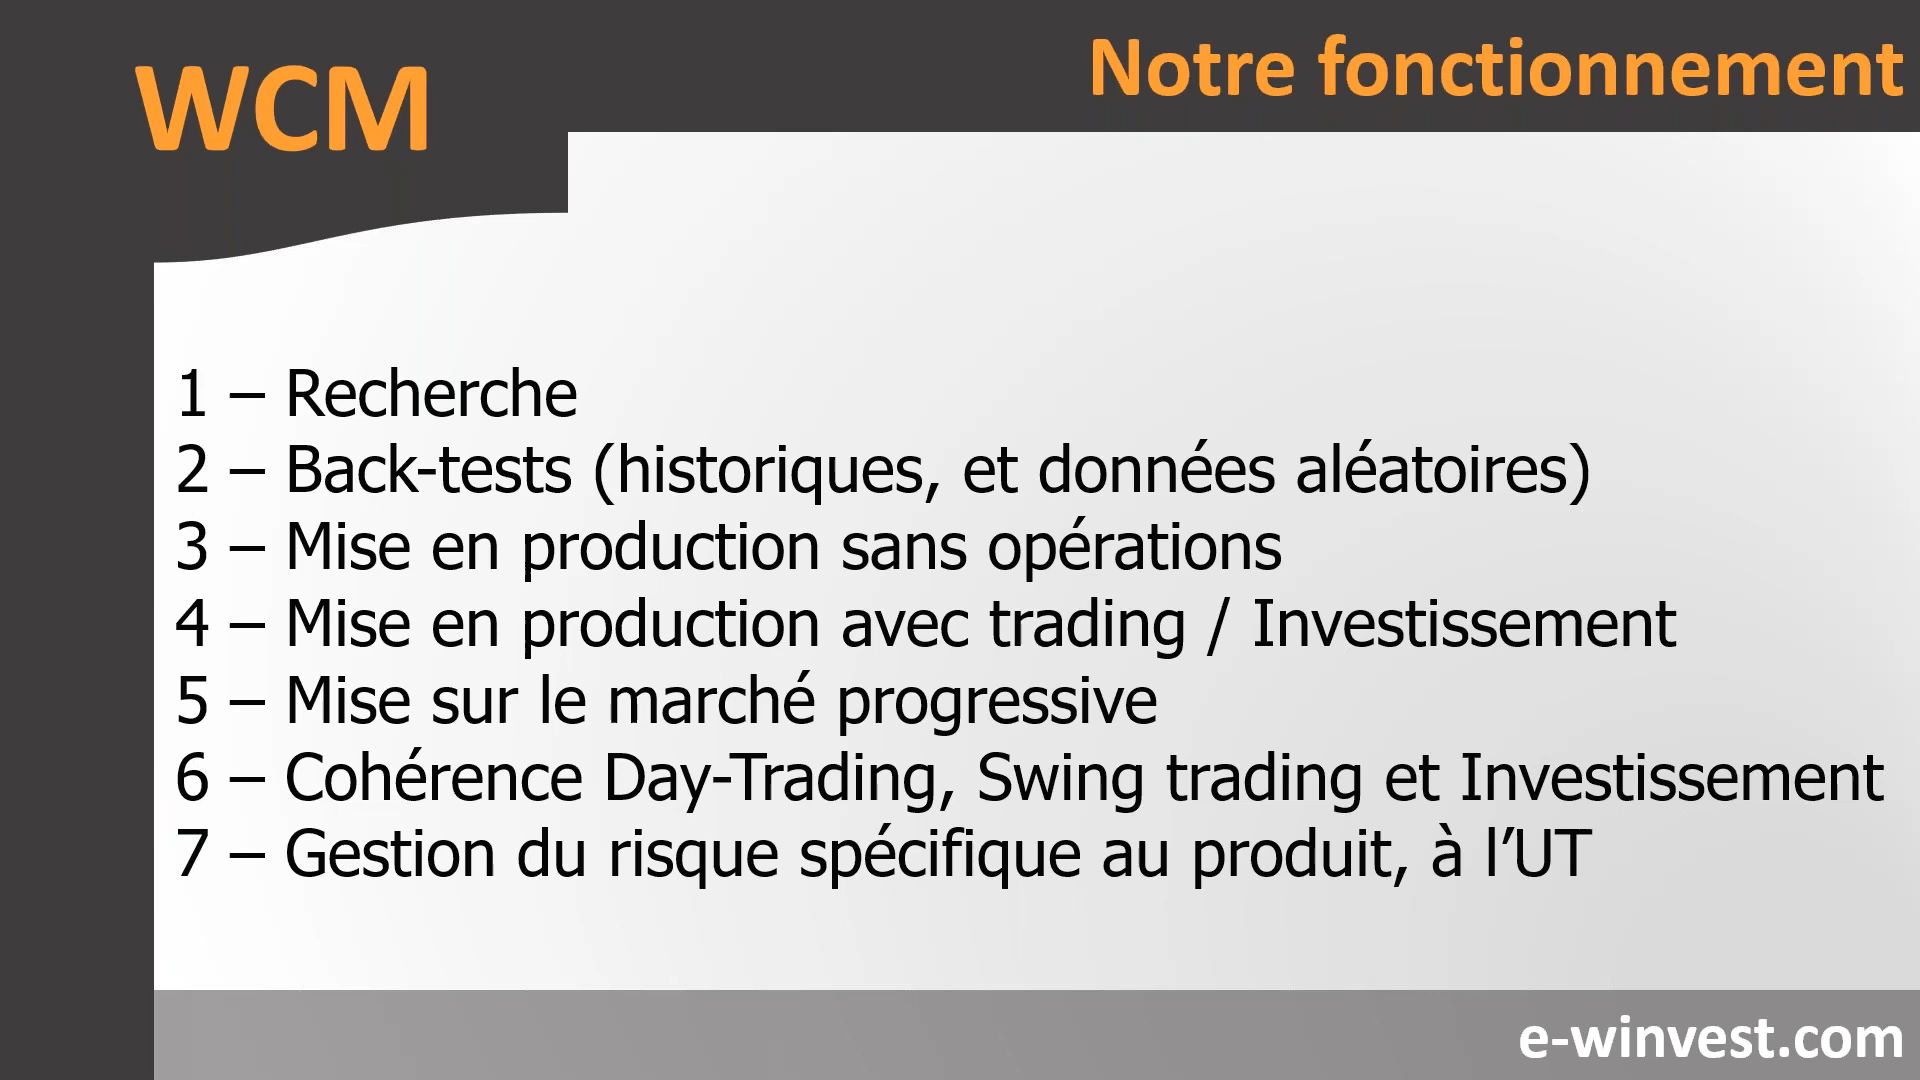 WCM
Notre fonctionnement
1 – Recherche
2 – Back-tests (historiques, et données aléatoires)
3 – Mise en production sans opérations
4 – Mise en production avec trading / Investissement
5 – Mise sur le marché progressive
6 – Cohérence Day-Trading, Swing trading et Investissement
7 – Gestion du risque spécifique au produit, à l’UT
e-winvest.com